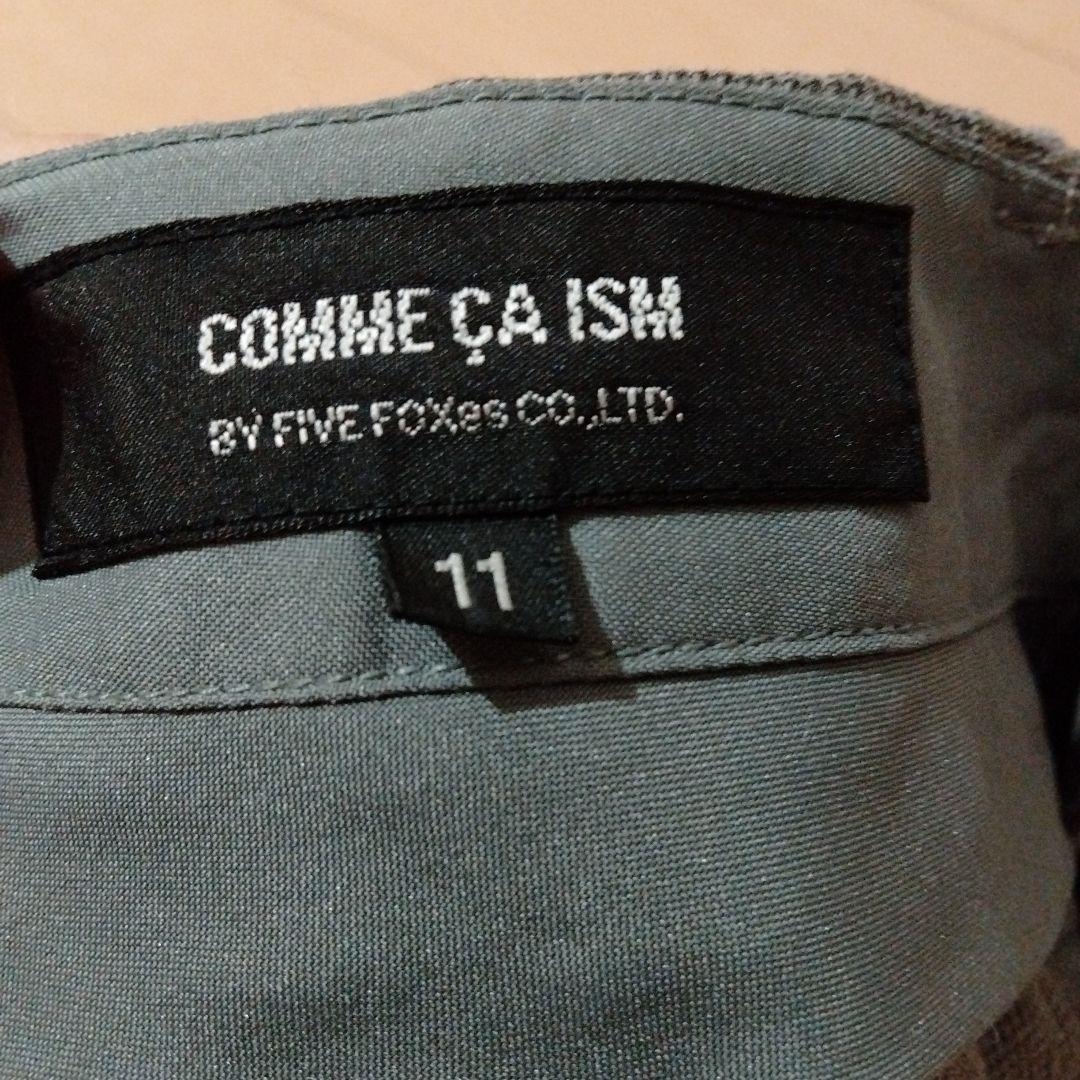 COMME ÇA ISM
BY FIVE FOXes CO.,LTD.
11